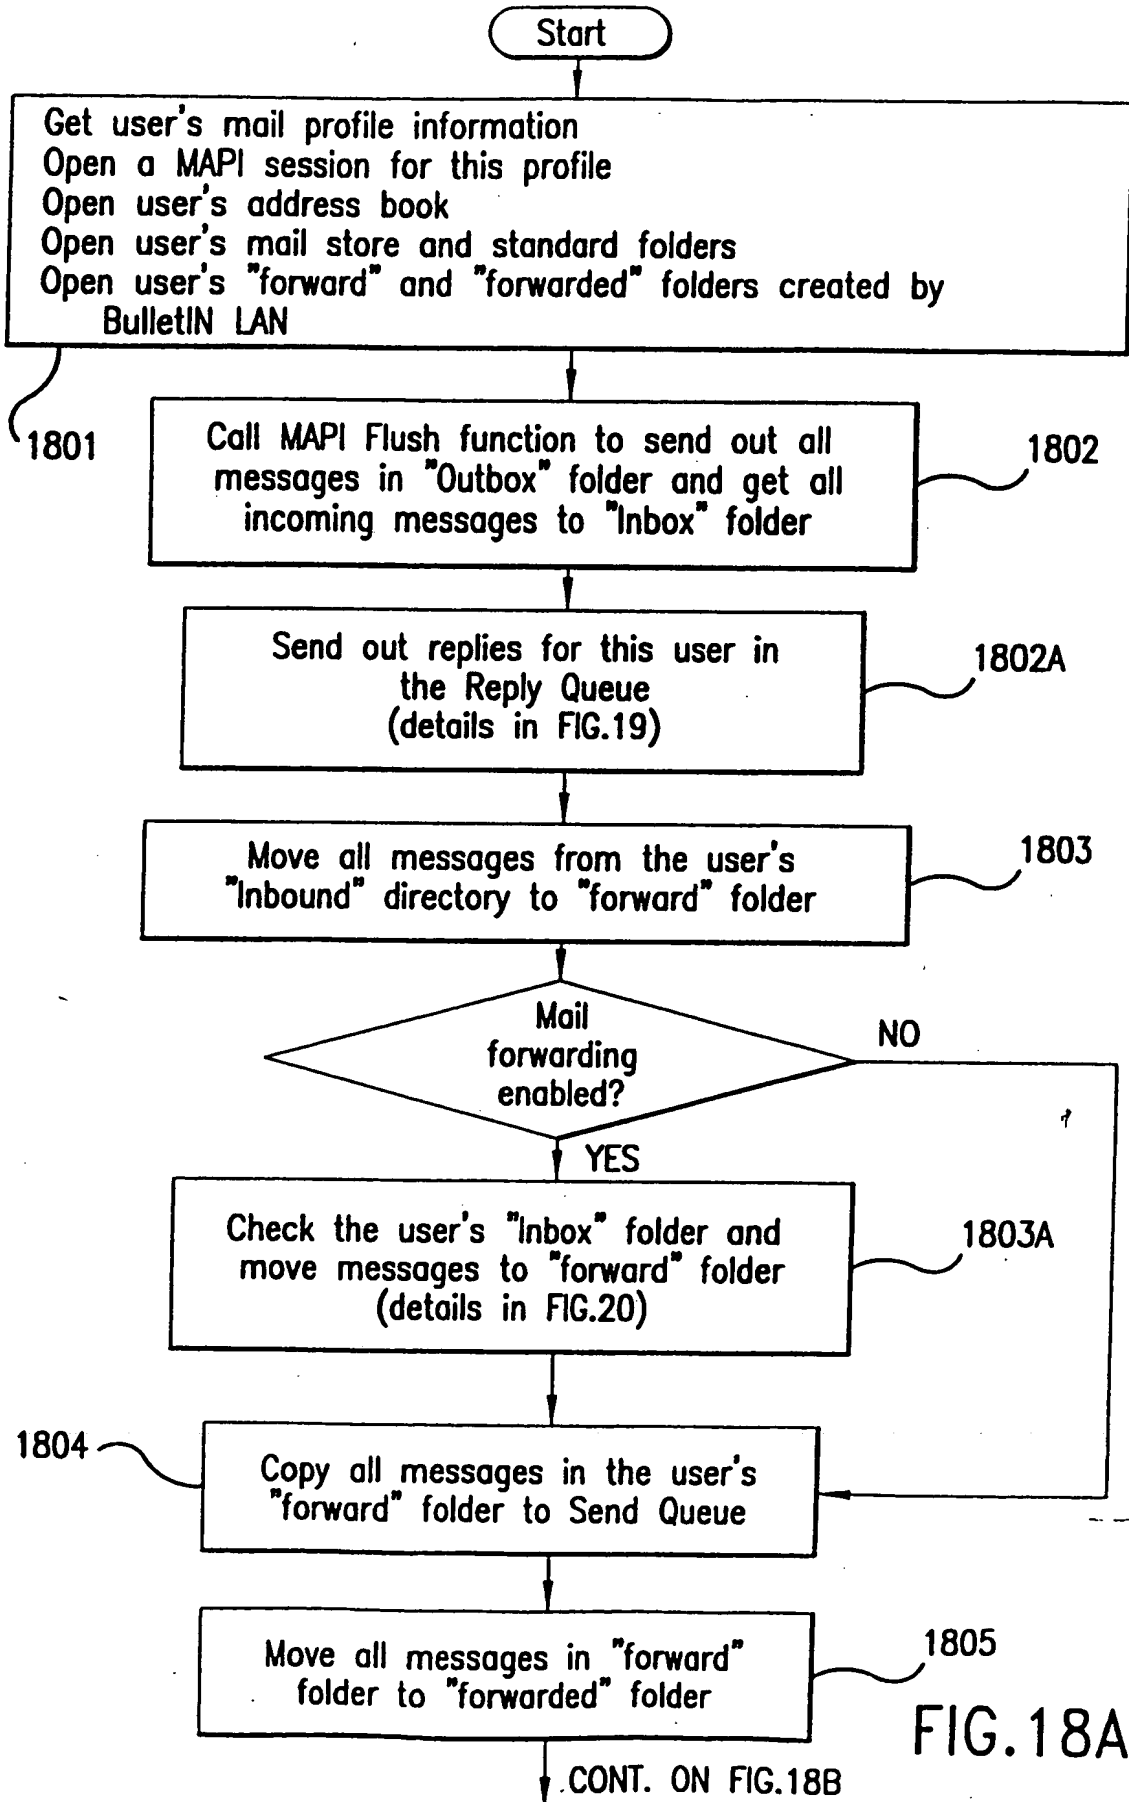 Start
Get user's mail profile information
Open a MAPI session for this profile
Open user's address book
Open user's mail store and standard folders
Open user's "forward" and "forwarded" folders created by
BulletIN LAN
1801
Call MAPI Flush function to send out all
messages in "Outbox" folder and get all
incoming messages to "Inbox" folder
1802
Send out replies for this user in
the Reply Queue
(details in FIG.19)
1802A
Move all messages from the user's
"Inbound" directory to "forward" folder
1803
Mail
forwarding
enabled?
NO
YES
Check the user's "Inbox" folder and
move messages to "forward" folder
(details in FIG.20)
1803A
1804
Copy all messages in the user's
"forward" folder to Send Queue
Move all messages in "forward"
folder to "forwarded" folder
1805
FIG.18A
CONT. ON FIG.18B